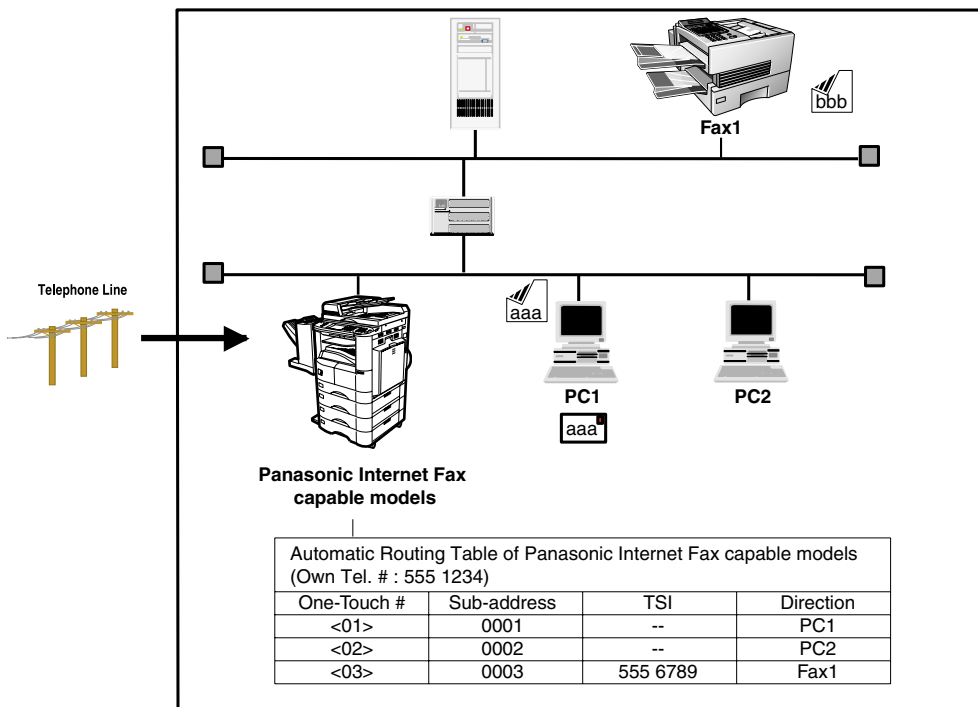 bbb
Fax1
Telephone Line
aaa
PC1
PC2
aaa
Panasonic Internet Fax
capable models
Automatic Routing Table of Panasonic Internet Fax capable models
(Own Tel. # : 555 1234)
One-Touch # Sub-address TSI Direction
<01> 0001 -- PC1
<02> 0002 -- PC2
<03> 0003 555 6789 Fax1